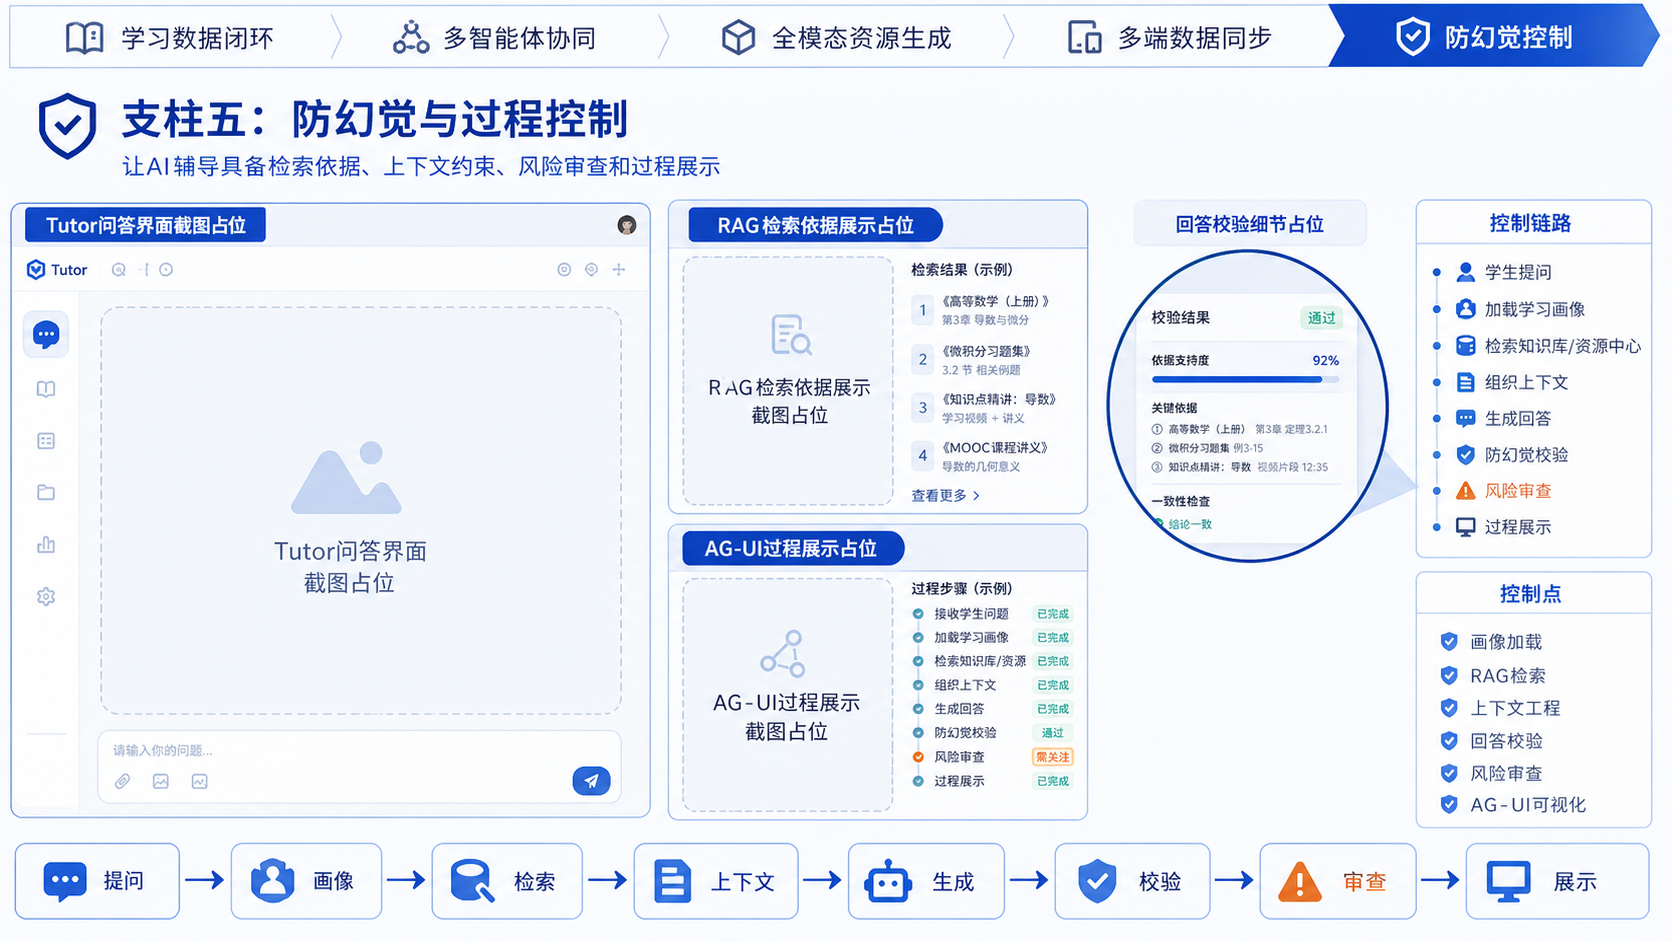 学习数据闭环
多智能体协同
全模态资源生成
多端数据同步
防幻觉控制
支柱五：防幻觉与过程控制
让AI辅导具备检索依据、上下文约束、风险审查和过程展示
Tutor问答界面截图占位
Tutor
Tutor问答界面
截图占位
请输入你的问题...
RAG检索依据展示占位
RAG检索依据展示
截图占位
检索结果（示例）
1
《高等数学（上册）》
第3章 导数与微分
2
《微积分习题集》
3.2 节 相关例题
3
《知识点精讲：导数》
学习视频 + 讲义
4
《MOOC课程讲义》
导数的几何意义
查看更多 >
AG-UI过程展示占位
AG-UI过程展示
截图占位
过程步骤（示例）
接收学生问题 已完成
加载学习画像 已完成
检索知识库/资源 已完成
组织上下文 已完成
生成回答 已完成
防幻觉校验 通过
风险审查 需关注
过程展示 已完成
回答校验细节占位
校验结果 通过
依据支持度 92%
关键依据
① 高等数学（上册） 第3章 定理3.2.1
② 微积分习题集 例3-15
③ 知识点精讲：导数 视频片段 12:35
一致性检查
结论一致
控制链路
学生提问
加载学习画像
检索知识库/资源中心
组织上下文
生成回答
防幻觉校验
风险审查
过程展示
控制点
画像加载
RAG检索
上下文工程
回答校验
风险审查
AG-UI可视化
提问
画像
检索
上下文
生成
校验
审查
展示